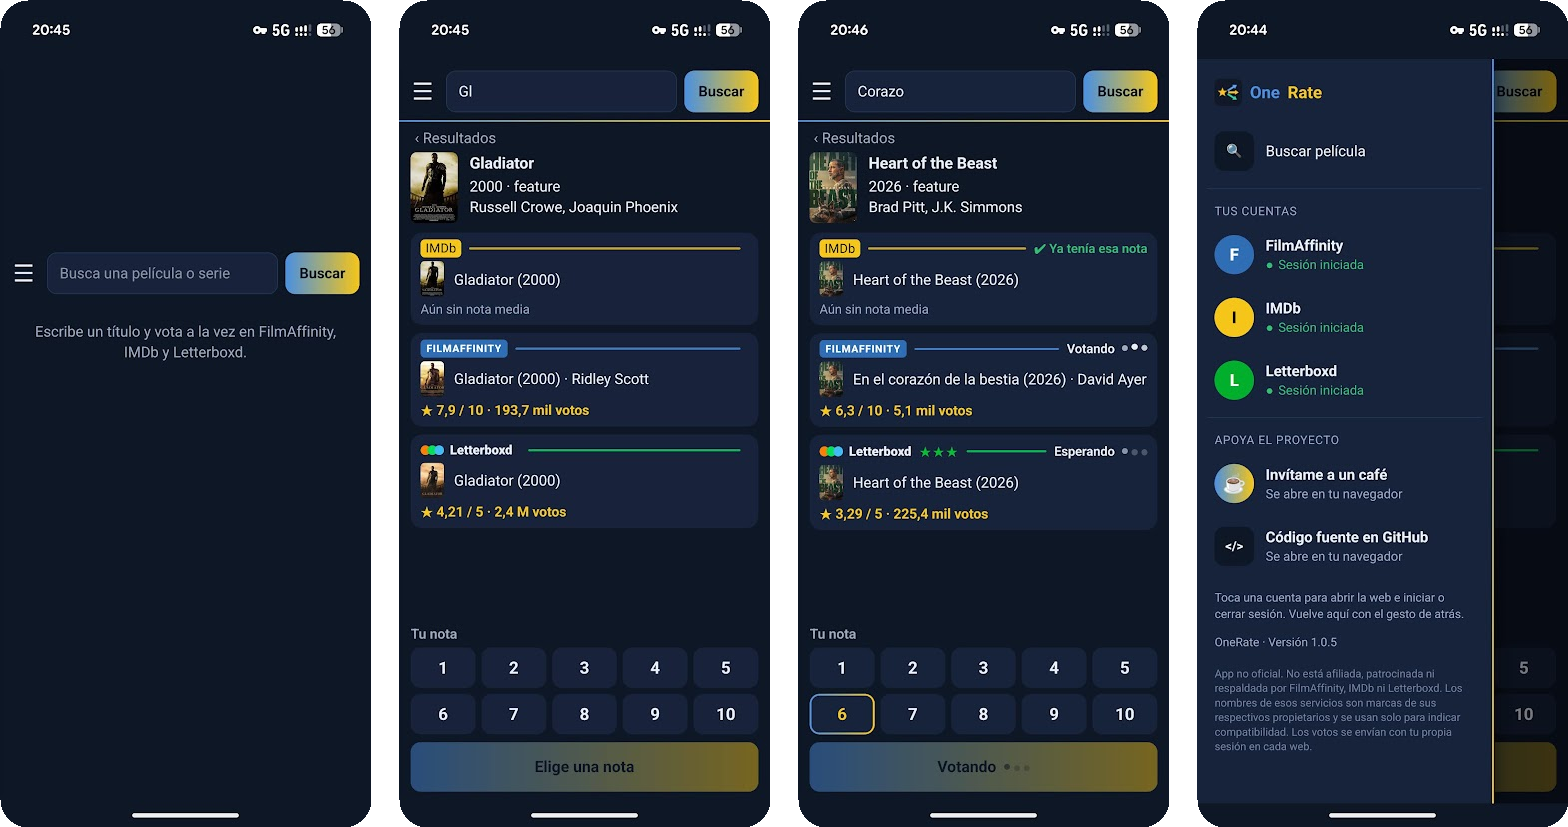 20:45
5G
56
Busca una película o serie
Buscar
Escribe un título y vota a la vez en FilmAffinity,
IMDb y Letterboxd.
20:45
5G
56
Gl
Buscar
‹ Resultados
GLADIATOR
Gladiator
2000 · feature
Russell Crowe, Joaquin Phoenix
IMDb
Gladiator (2000)
Aún sin nota media
FILMAFFINITY
Gladiator (2000) · Ridley Scott
★ 7,9 / 10 · 193,7 mil votos
Letterboxd
Gladiator (2000)
★ 4,21 / 5 · 2,4 M votos
Tu nota
1 2 3 4 5
6 7 8 9 10
Elige una nota
20:46
5G
56
Corazo
Buscar
‹ Resultados
HEART
OF
THE
BEAST
Heart of the Beast
2026 · feature
Brad Pitt, J.K. Simmons
IMDb ✔ Ya tenía esa nota
Heart of the Beast (2026)
Aún sin nota media
FILMAFFINITY Votando
En el corazón de la bestia (2026) · David Ayer
★ 6,3 / 10 · 5,1 mil votos
Letterboxd ★★★ Esperando
Heart of the Beast (2026)
★ 3,29 / 5 · 225,4 mil votos
Tu nota
1 2 3 4 5
6 7 8 9 10
Votando
20:44
5G
56
One Rate
Buscar
Buscar película
TUS CUENTAS
F
FilmAffinity
● Sesión iniciada
I
IMDb
● Sesión iniciada
L
Letterboxd
● Sesión iniciada
APOYA EL PROYECTO
Invítame a un café
Se abre en tu navegador
</>
Código fuente en GitHub
Se abre en tu navegador
Toca una cuenta para abrir la web e iniciar o
cerrar sesión. Vuelve aquí con el gesto de atrás.
OneRate · Versión 1.0.5
App no oficial. No está afiliada, patrocinada ni
respaldada por FilmAffinity, IMDb ni Letterboxd. Los
nombres de esos servicios son marcas de sus
respectivos propietarios y se usan solo para indicar
compatibilidad. Los votos se envían con tu propia
sesión en cada web.
5
10